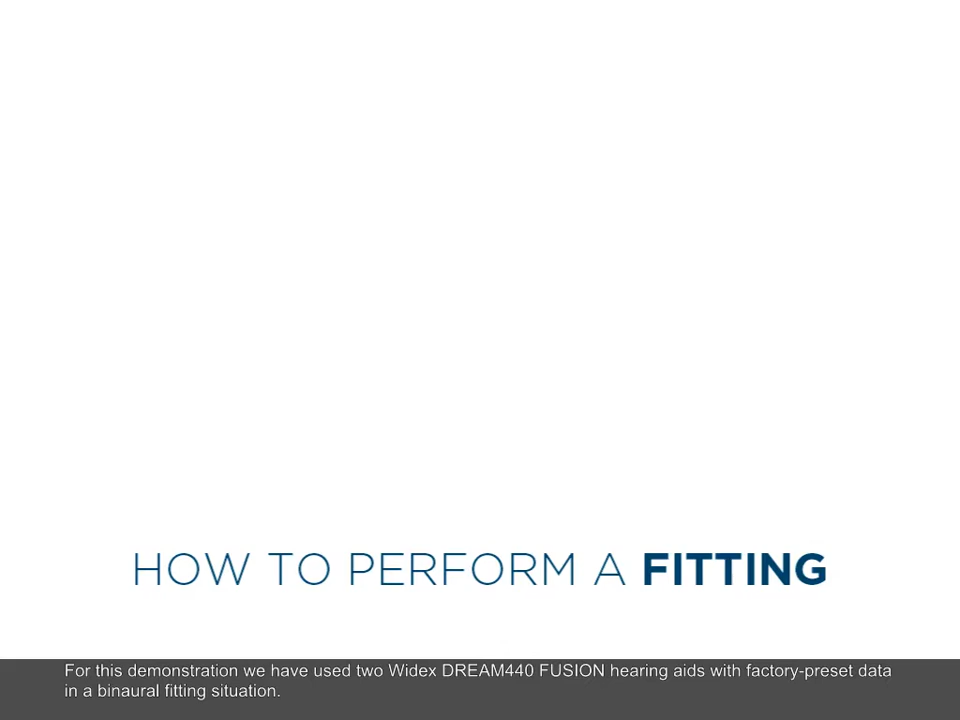 HOW TO PERFORM A FITTING
For this demonstration we have used two Widex DREAM440 FUSION hearing aids with factory-preset data
in a binaural fitting situation.